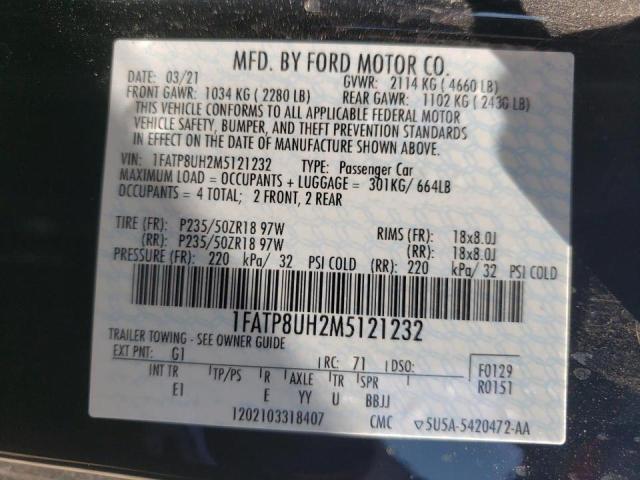 MFD. BY FORD MOTOR CO.
DATE: 03/21 GVWR: 2114 KG ( 4660 LB)
FRONT GAWR: 1034 KG ( 2280 LB) REAR GAWR: 1102 KG ( 2430 LB)
THIS VEHICLE CONFORMS TO ALL APPLICABLE FEDERAL MOTOR
VEHICLE SAFETY, BUMPER, AND THEFT PREVENTION STANDARDS
IN EFFECT ON THE DATE OF MANUFACTURE SHOWN ABOVE.
VIN: 1FATP8UH2M5121232 TYPE: Passenger Car
MAXIMUM LOAD = OCCUPANTS + LUGGAGE = 301KG/ 664LB
OCCUPANTS = 4 TOTAL; 2 FRONT, 2 REAR
TIRE (FR): P235/50ZR18 97W RIMS (FR): 18x8.0J
(RR): P235/50ZR18 97W (RR): 18x8.0J
PRESSURE (FR): 220 kPa/ 32 PSI COLD (RR): 220 kPa/ 32 PSI COLD
1FATP8UH2M5121232
TRAILER TOWING - SEE OWNER GUIDE
EXT PNT: G1 RC: 71 DSO: F0129
INT TR TP/PS R AXLE TR SPR R0151
E1 E YY U BBJJ
1202103318407 CMC 5U5A-5420472-AA